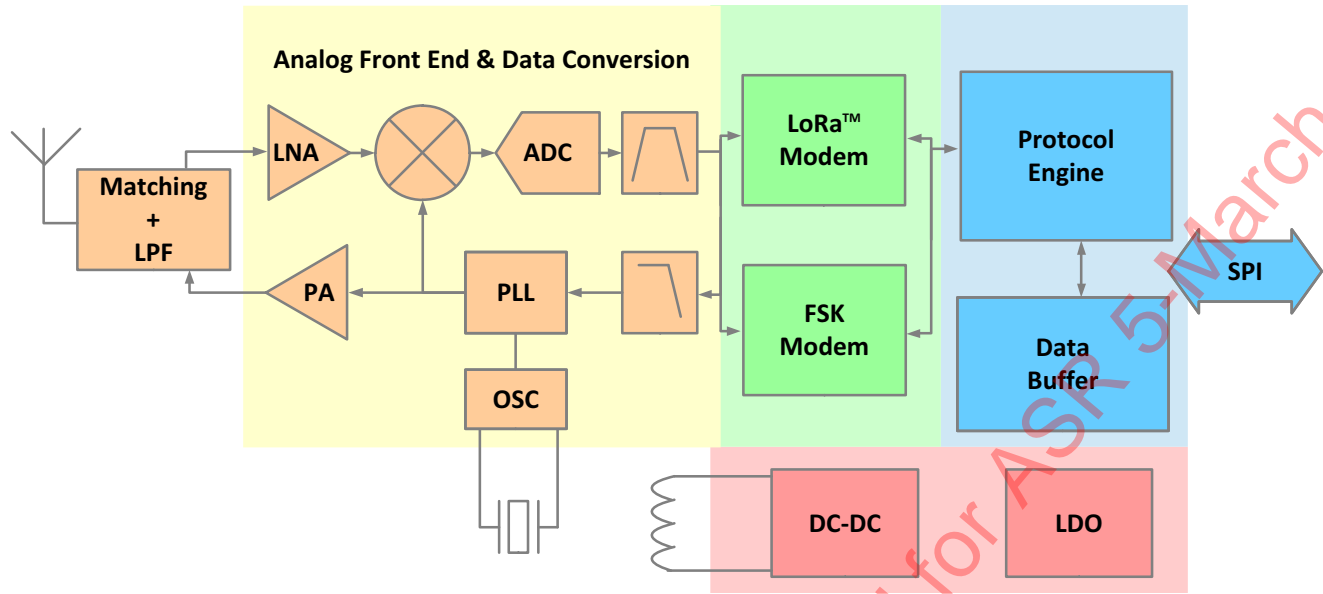 Analog Front End & Data Conversion
Matching
+
LPF
LNA
ADC
PA
PLL
OSC
LoRa™
Modem
FSK
Modem
Protocol
Engine
Data
Buffer
SPI
DC-DC
LDO
for ASR 5-March